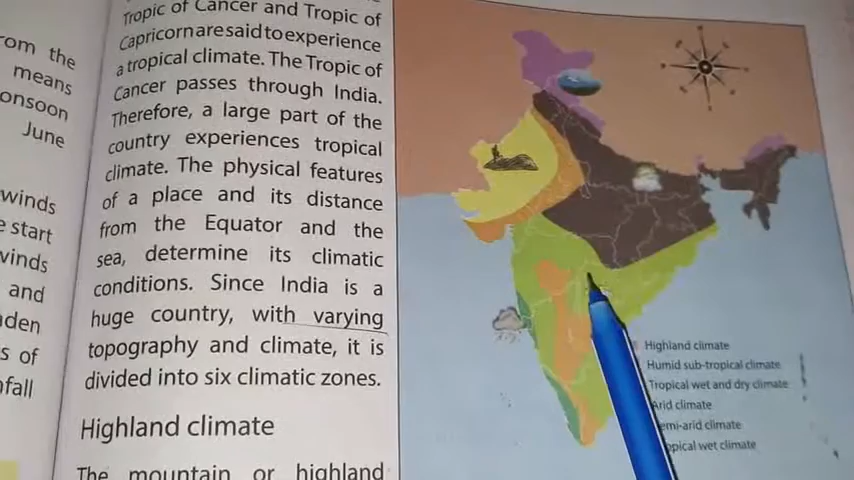 rom the
means
onsoon
June
winds
e start
vinds
and
aden
s of
nfall
Tropic of Cancer and Tropic of
Capricorn are said to experience
a tropical climate. The Tropic of
Cancer passes through India.
Therefore, a large part of the
country experiences tropical
climate. The physical features
of a place and its distance
from the Equator and the
sea, determine its climatic
conditions. Since India is a
huge country, with varying
topography and climate, it is
divided into six climatic zones.
Highland climate
The mountain or highland
Highland climate
Humid sub-tropical climate
Tropical wet and dry climate
Arid climate
emi-arid climate
opical wet climate